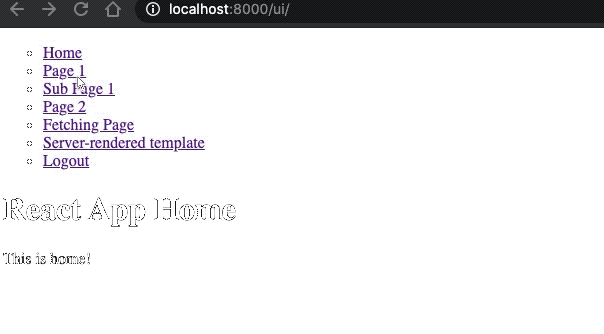 localhost:8000/ui/
Home
Page 1
Sub Page 1
Page 2
Fetching Page
Server-rendered template
Logout
React App Home
This is home!